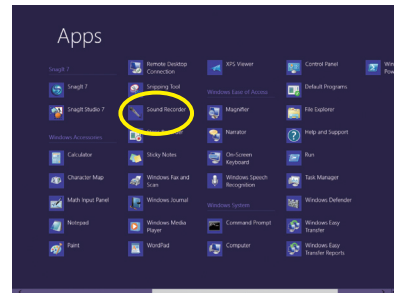 Apps
SnagIt 7
SnagIt 7
SnagIt Studio 7
Windows Accessories
Calculator
Character Map
Math Input Panel
Notepad
Paint
Remote Desktop
Connection
Snipping Tool
Sound Recorder
Sticky Notes
Windows Fax and
Scan
Windows Journal
Windows Media
Player
WordPad
XPS Viewer
Windows Ease of Access
Magnifier
Narrator
On-Screen
Keyboard
Windows Speech
Recognition
Windows System
Command Prompt
Computer
Control Panel
Default Programs
File Explorer
Help and Support
Run
Task Manager
Windows Defender
Windows Easy
Transfer
Windows Easy
Transfer Reports